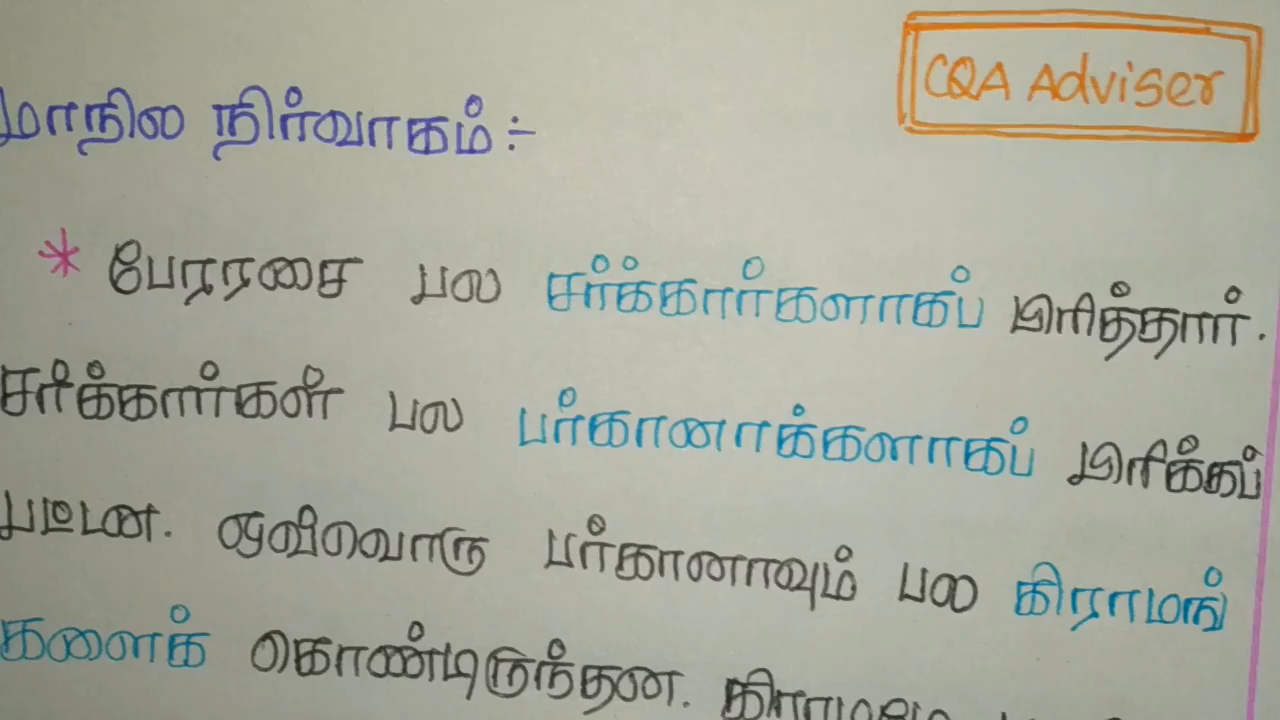 CQA Adviser
மாநில நிர்வாகம் :-
* பேரரசை பல சர்க்கார்களாகப் பிரித்தார்.
சர்க்கார்கள் பல பர்கானாக்களாகப் பிரிக்கப்
பட்டன. ஒவ்வொரு பர்கானாவும் பல கிராமங்
களைக் கொண்டிருந்தன. கிராமமே